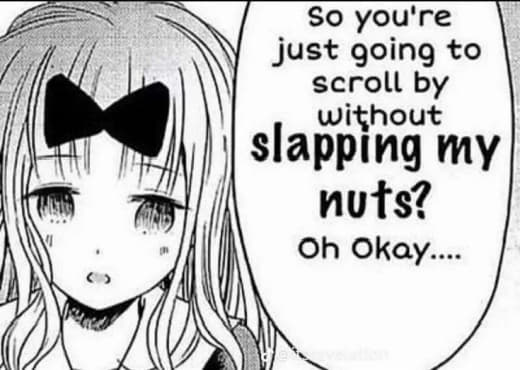 So you're
just going to
scroll by
without
slapping my
nuts?
Oh Okay....